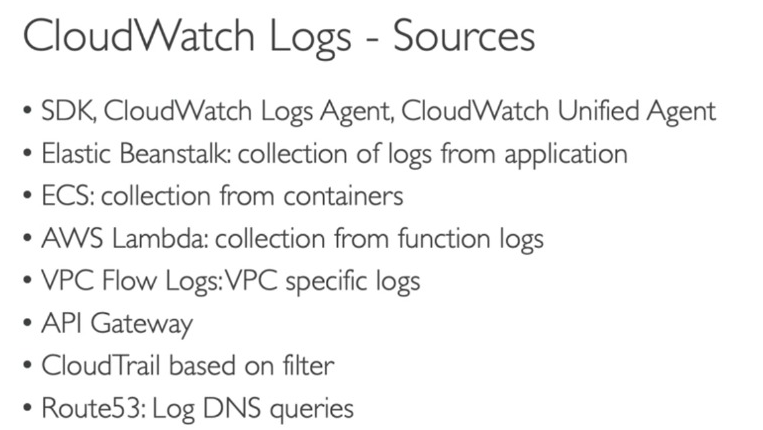 CloudWatch Logs - Sources
• SDK, CloudWatch Logs Agent, CloudWatch Unified Agent
• Elastic Beanstalk: collection of logs from application
• ECS: collection from containers
• AWS Lambda: collection from function logs
• VPC Flow Logs:VPC specific logs
• API Gateway
• CloudTrail based on filter
• Route53: Log DNS queries